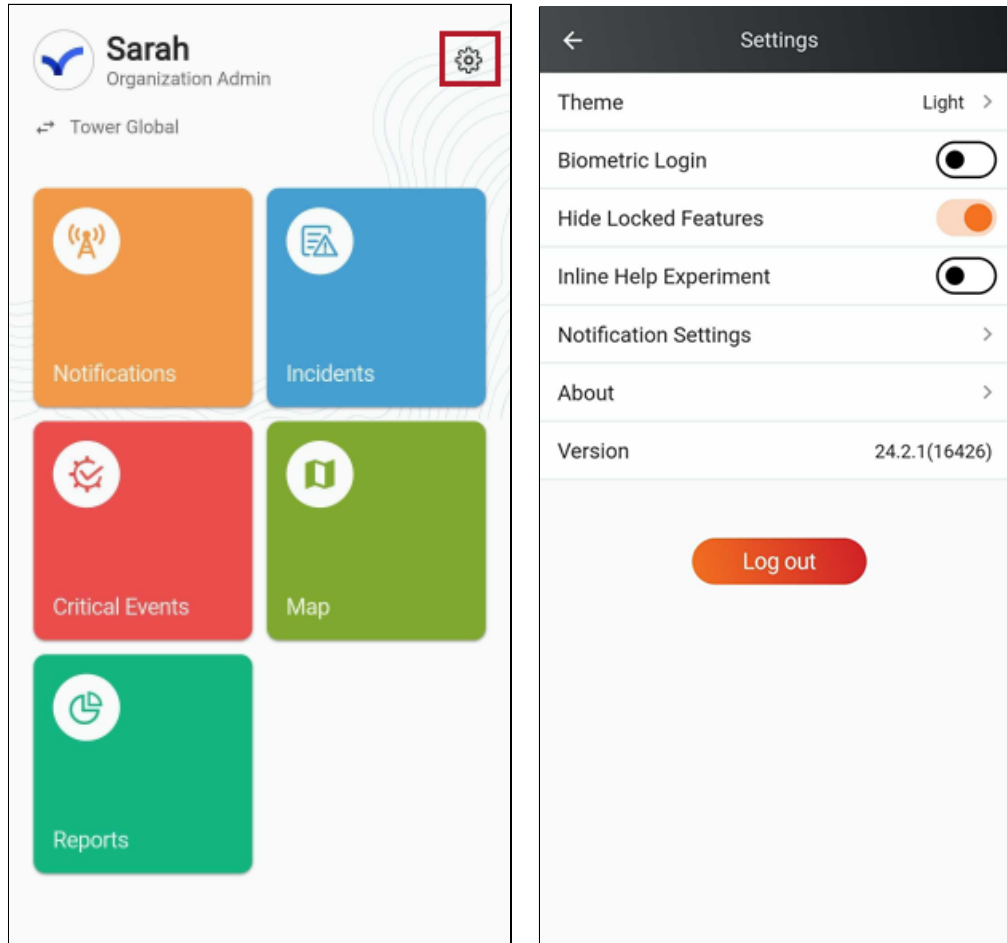 Sarah
Organization Admin
Tower Global
Notifications
Incidents
Critical Events
Map
Reports
Settings
Theme Light
Biometric Login
Hide Locked Features
Inline Help Experiment
Notification Settings
About
Version 24.2.1(16426)
Log out